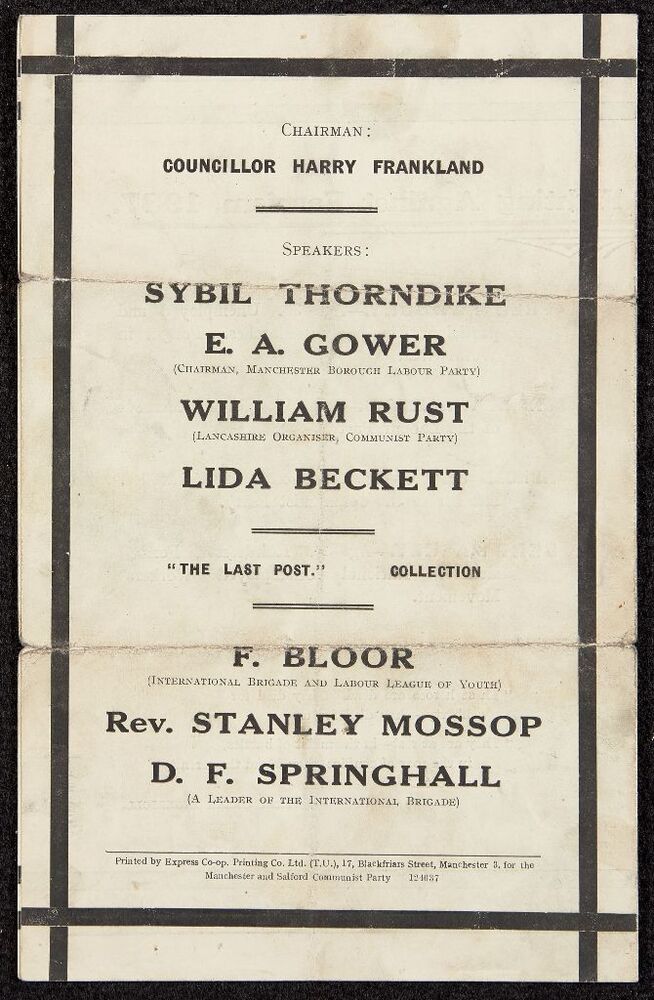 CHAIRMAN:
COUNCILLOR HARRY FRANKLAND
SPEAKERS:
SYBIL THORNDIKE
E. A. GOWER
(CHAIRMAN, MANCHESTER BOROUGH LABOUR PARTY)
WILLIAM RUST
(LANCASHIRE ORGANISER, COMMUNIST PARTY)
LIDA BECKETT
"THE LAST POST." COLLECTION
F. BLOOR
(INTERNATIONAL BRIGADE AND LABOUR LEAGUE OF YOUTH)
Rev. STANLEY MOSSOP
D. F. SPRINGHALL
(A LEADER OF THE INTERNATIONAL BRIGADE)
Printed by Express Co-op. Printing Co. Ltd. (T.U.), 17, Blackfriars Street, Manchester 3, for the
Manchester and Salford Communist Party